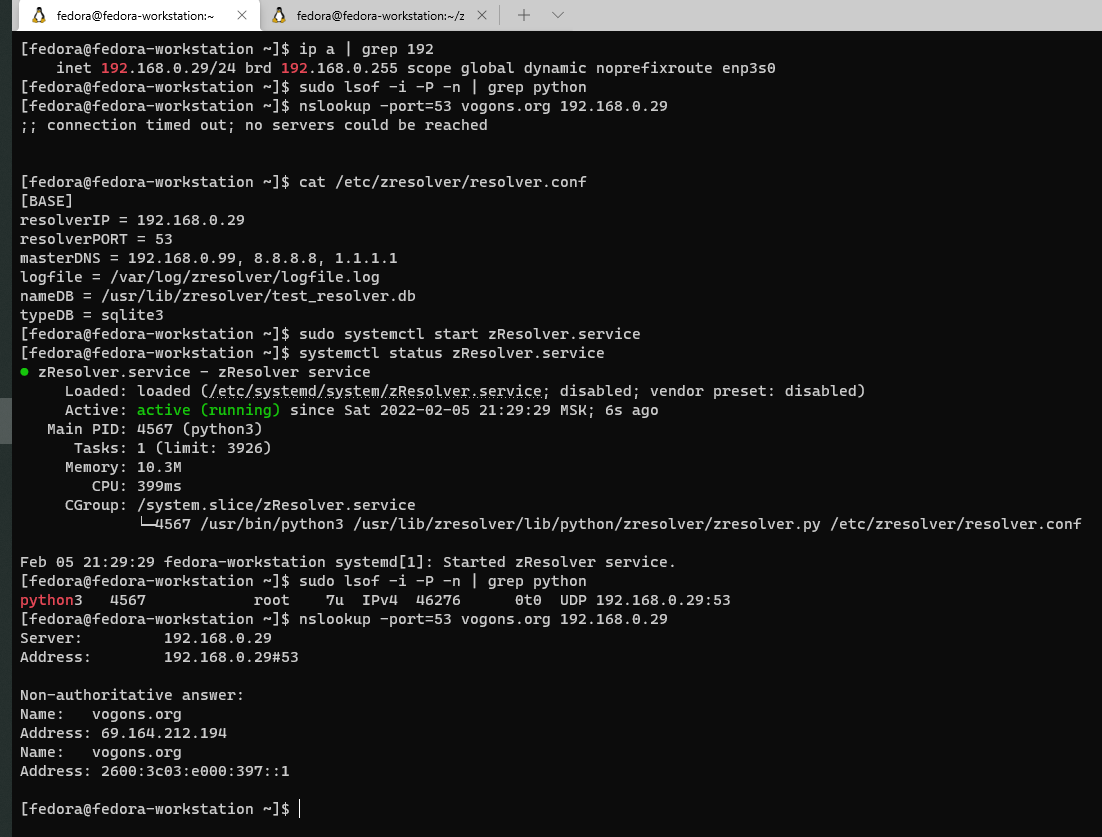 fedora@fedora-workstation:~
fedora@fedora-workstation:~/z
[fedora@fedora-workstation ~]$ ip a | grep 192
    inet 192.168.0.29/24 brd 192.168.0.255 scope global dynamic noprefixroute enp3s0
[fedora@fedora-workstation ~]$ sudo lsof -i -P -n | grep python
[fedora@fedora-workstation ~]$ nslookup -port=53 vogons.org 192.168.0.29
;; connection timed out; no servers could be reached
[fedora@fedora-workstation ~]$ cat /etc/zresolver/resolver.conf
[BASE]
resolverIP = 192.168.0.29
resolverPORT = 53
masterDNS = 192.168.0.99, 8.8.8.8, 1.1.1.1
logfile = /var/log/zresolver/logfile.log
nameDB = /usr/lib/zresolver/test_resolver.db
typeDB = sqlite3
[fedora@fedora-workstation ~]$ sudo systemctl start zResolver.service
[fedora@fedora-workstation ~]$ systemctl status zResolver.service
● zResolver.service - zResolver service
     Loaded: loaded (/etc/systemd/system/zResolver.service; disabled; vendor preset: disabled)
     Active: active (running) since Sat 2022-02-05 21:29:29 MSK; 6s ago
   Main PID: 4567 (python3)
      Tasks: 1 (limit: 3926)
     Memory: 10.3M
        CPU: 399ms
     CGroup: /system.slice/zResolver.service
             └─4567 /usr/bin/python3 /usr/lib/zresolver/lib/python/zresolver/zresolver.py /etc/zresolver/resolver.conf
Feb 05 21:29:29 fedora-workstation systemd[1]: Started zResolver service.
[fedora@fedora-workstation ~]$ sudo lsof -i -P -n | grep python
python3   4567            root    7u  IPv4  46276      0t0  UDP 192.168.0.29:53
[fedora@fedora-workstation ~]$ nslookup -port=53 vogons.org 192.168.0.29
Server:         192.168.0.29
Address:        192.168.0.29#53
Non-authoritative answer:
Name:   vogons.org
Address: 69.164.212.194
Name:   vogons.org
Address: 2600:3c03:e000:397::1
[fedora@fedora-workstation ~]$